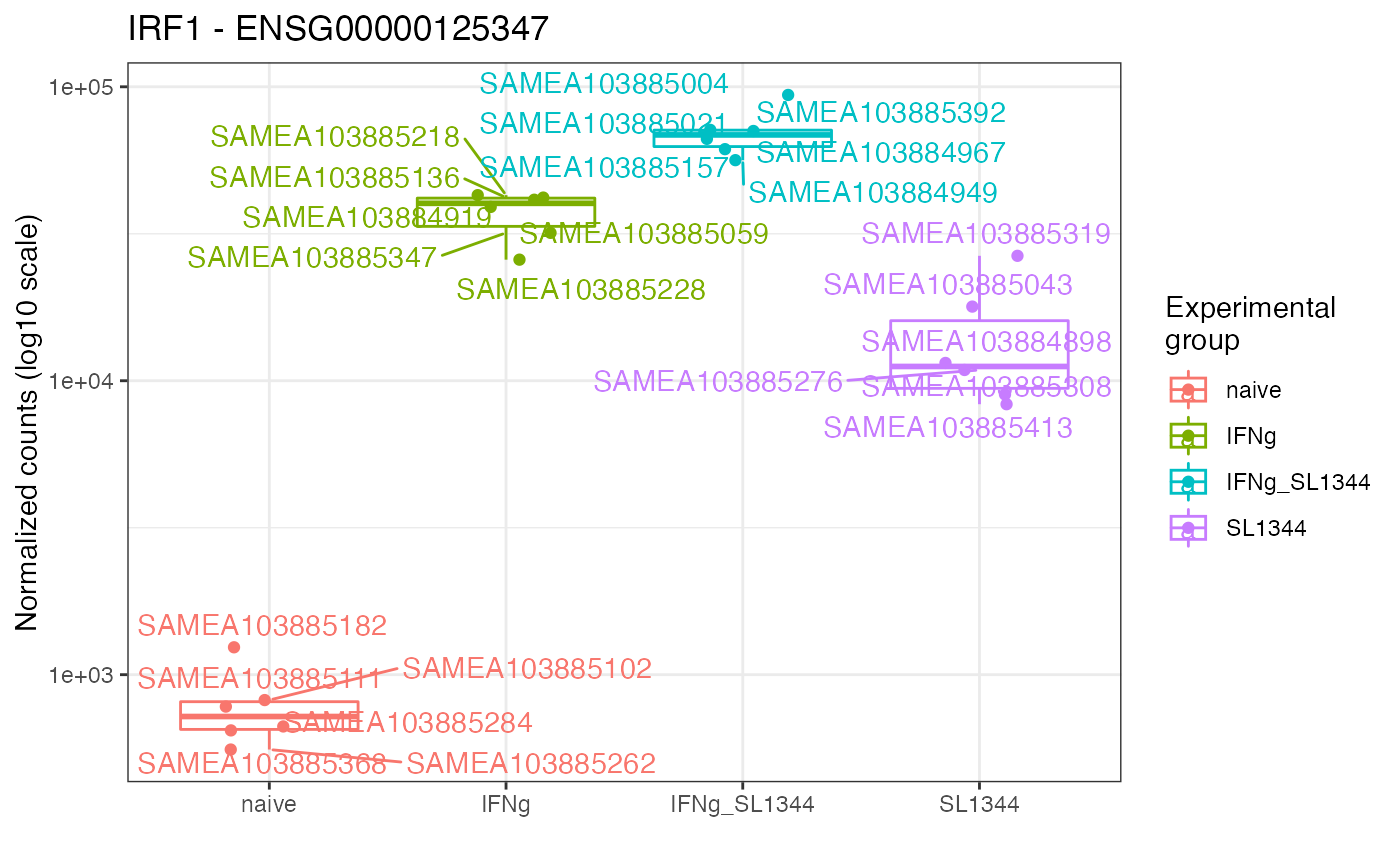 IRF1 - ENSG00000125347
Normalized counts (log10 scale)
1e+05
1e+04
1e+03
SAMEA103885004
SAMEA103885392
SAMEA103885021
SAMEA103885218
SAMEA103884967
SAMEA103885157
SAMEA103885136
SAMEA103884949
SAMEA103884919
SAMEA103885059
SAMEA103885319
SAMEA103885347
SAMEA103885043
SAMEA103885228
SAMEA103884898
SAMEA103885276
SAMEA103885308
SAMEA103885413
SAMEA103885182
SAMEA103885102
SAMEA103885111
SAMEA103885284
SAMEA103885368
SAMEA103885262
naive
IFNg
IFNg_SL1344
SL1344
Experimental
group
naive
IFNg
IFNg_SL1344
SL1344